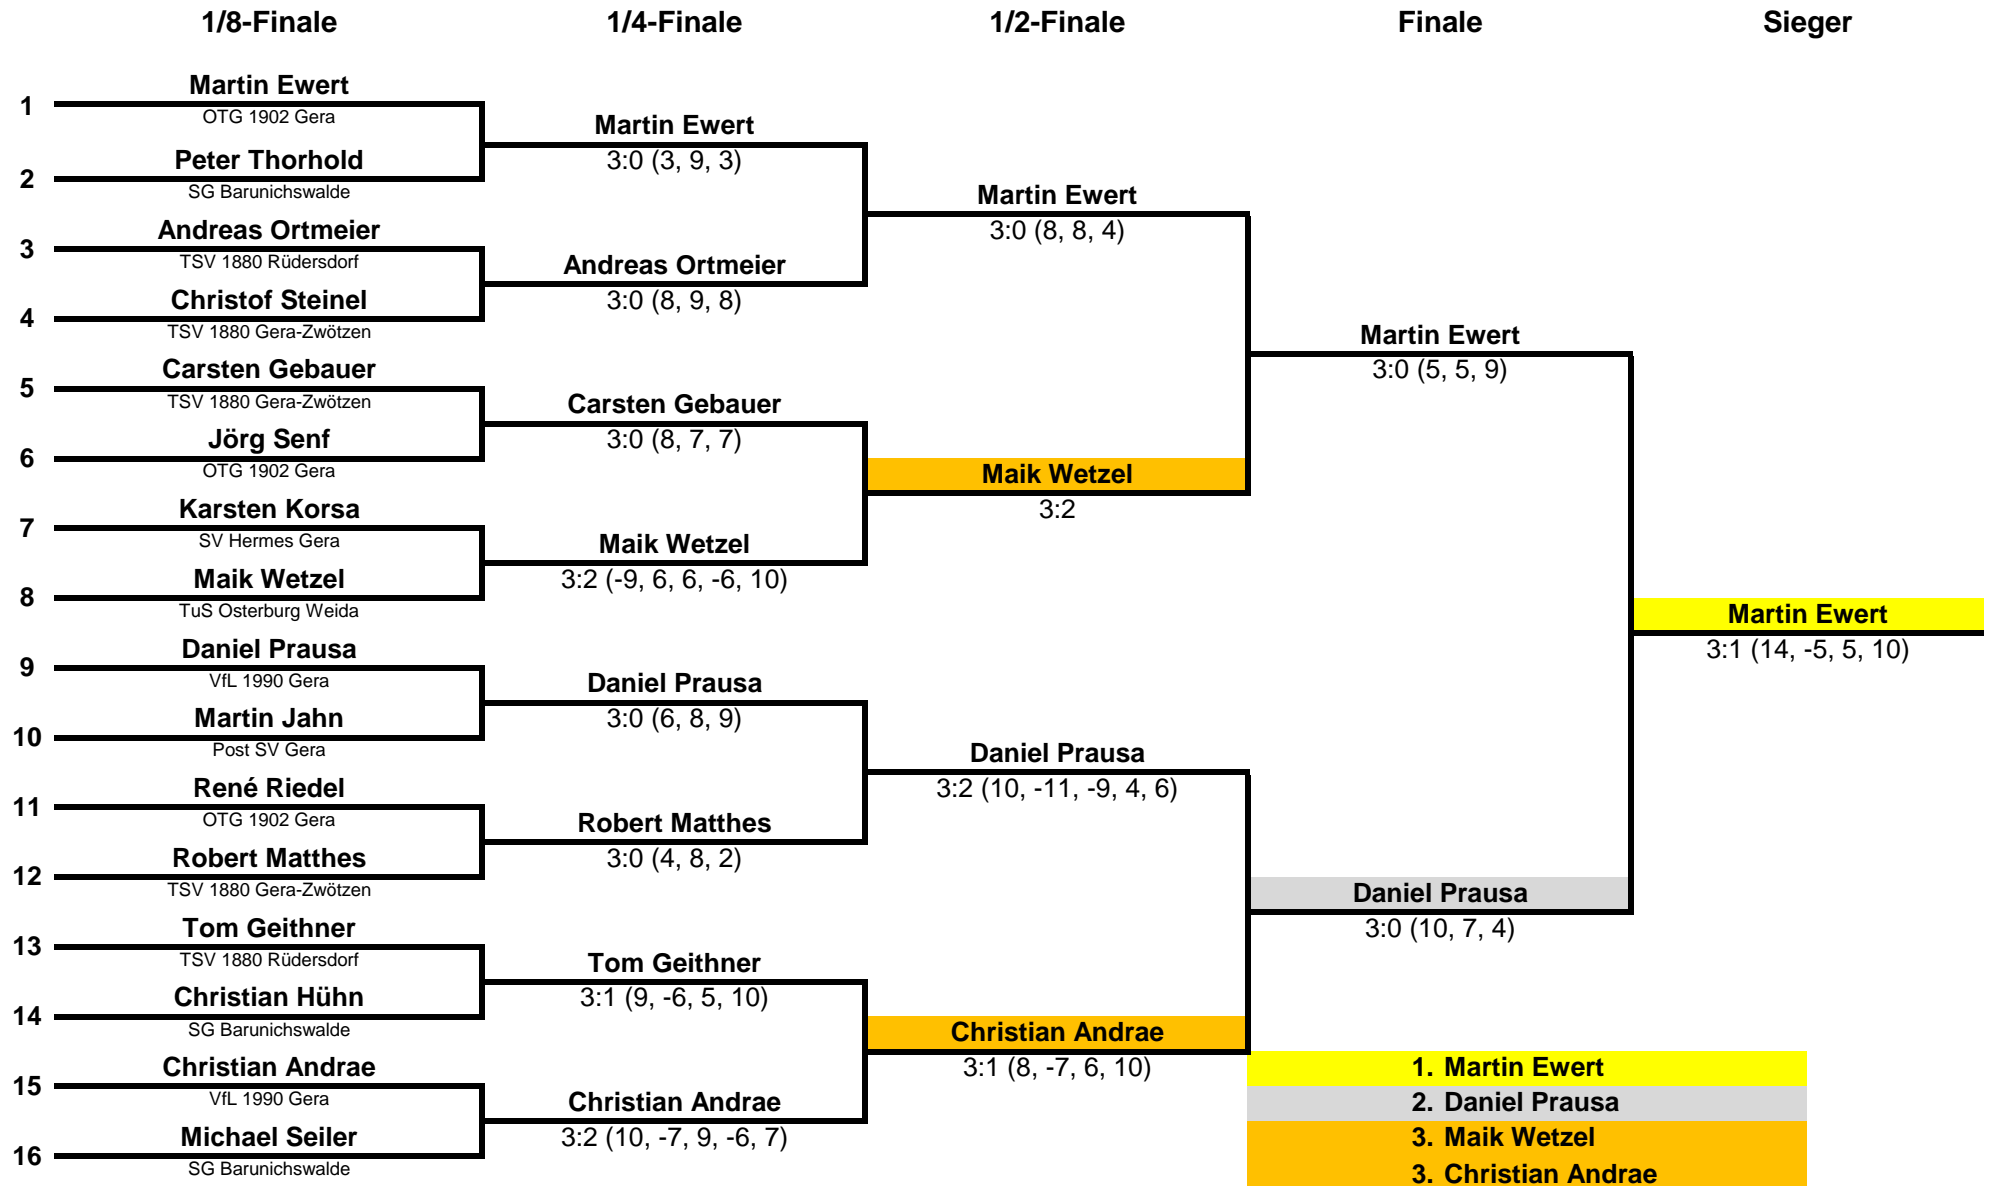 1/8-Finale 1/4-Finale 1/2-Finale Finale Sieger
1 Martin Ewert
OTG 1902 Gera
2 Peter Thorhold
SG Barunichswalde
3 Andreas Ortmeier
TSV 1880 Rüdersdorf
4 Christof Steinel
TSV 1880 Gera-Zwötzen
5 Carsten Gebauer
TSV 1880 Gera-Zwötzen
6 Jörg Senf
OTG 1902 Gera
7 Karsten Korsa
SV Hermes Gera
8 Maik Wetzel
TuS Osterburg Weida
9 Daniel Prausa
VfL 1990 Gera
10 Martin Jahn
Post SV Gera
11 René Riedel
OTG 1902 Gera
12 Robert Matthes
TSV 1880 Gera-Zwötzen
13 Tom Geithner
TSV 1880 Rüdersdorf
14 Christian Hühn
SG Barunichswalde
15 Christian Andrae
VfL 1990 Gera
16 Michael Seiler
SG Barunichswalde
Martin Ewert
3:0 (3, 9, 3)
Andreas Ortmeier
3:0 (8, 9, 8)
Carsten Gebauer
3:0 (8, 7, 7)
Maik Wetzel
3:2 (-9, 6, 6, -6, 10)
Daniel Prausa
3:0 (6, 8, 9)
Robert Matthes
3:0 (4, 8, 2)
Tom Geithner
3:1 (9, -6, 5, 10)
Christian Andrae
3:2 (10, -7, 9, -6, 7)
Martin Ewert
3:0 (8, 8, 4)
Maik Wetzel
3:2
Daniel Prausa
3:2 (10, -11, -9, 4, 6)
Christian Andrae
3:1 (8, -7, 6, 10)
Martin Ewert
3:0 (5, 5, 9)
Daniel Prausa
3:0 (10, 7, 4)
Martin Ewert
3:1 (14, -5, 5, 10)
1. Martin Ewert
2. Daniel Prausa
3. Maik Wetzel
3. Christian Andrae